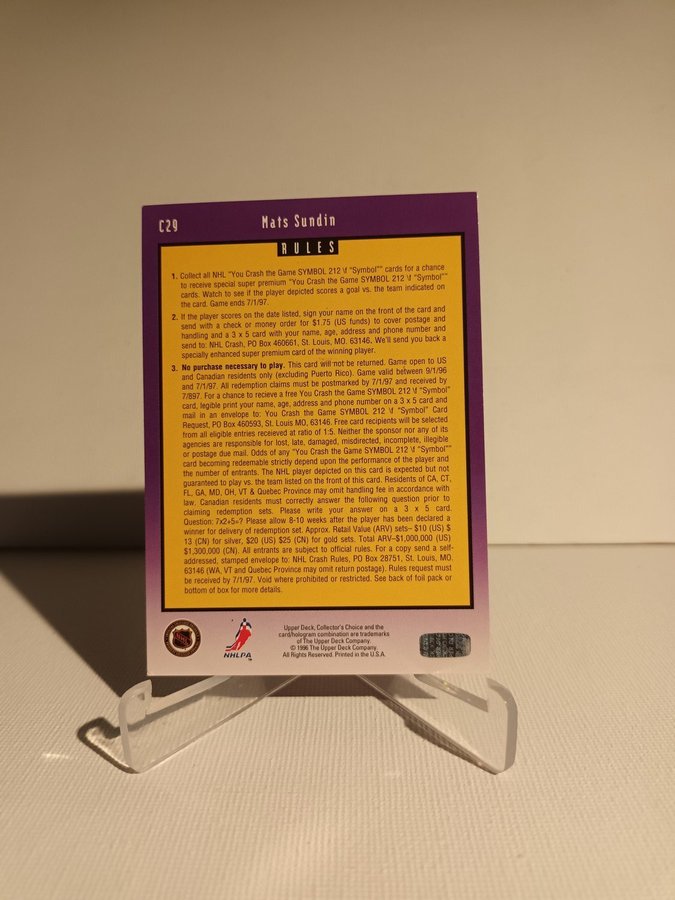 C29
Mats Sundin
RULES
1. Collect all NHL "You Crash the Game SYMBOL 212 \f "Symbol"" cards for a chance
to receive special super premium "You Crash the Game SYMBOL 212 \f "Symbol""
cards. Watch to see if the player depicted scores a goal vs. the team indicated on
the card. Game ends 7/1/97.
2. If the player scores on the date listed, sign your name on the front of the card and
send with a check or money order for $1.75 (US funds) to cover postage and
handling and a 3 x 5 card with your name, age, address and phone number and
send to: NHL Crash, PO Box 460661, St. Louis, MO. 63146. We'll send you back a
specially enhanced super premium card of the winning player.
3. No purchase necessary to play. This card will not be returned. Game open to US
and Canadian residents only (excluding Puerto Rico). Game valid between 9/1/96
and 7/1/97. All redemption claims must be postmarked by 7/1/97 and received by
7/897. For a chance to recieve a free You Crash the Game SYMBOL 212 \f "Symbol"
card, legible print your name, age, address and phone number on a 3 x 5 card and
mail in an envelope to: You Crash the Game SYMBOL 212 \f "Symbol" Card
Request, PO Box 460593, St. Louis MO, 63146. Free card recipients will be selected
from all eligible entries receieved at ratio of 1:5. Neither the sponsor nor any of its
agencies are responsible for lost, late, damaged, misdirected, incomplete, illegible
or postage due mail. Odds of any "You Crash the Game SYMBOL 212 \f "Symbol""
card becoming redeemable strictly depend upon the performance of the player and
the number of entrants. The NHL player depicted on this card is expected but not
guaranteed to play vs. the team listed on the front of this card. Residents of CA, CT,
FL, GA, MD, OH, VT & Quebec Province may omit handling fee in accordance with
law. Canadian residents must correctly answer the following question prior to
claiming redemption sets. Please write your answer on a 3 x 5 card.
Question: 7x2+5=? Please allow 8-10 weeks after the player has been declared a
winner for delivery of redemption set. Approx. Retail Value (ARV) sets– $10 (US) $
13 (CN) for silver, $20 (US) $25 (CN) for gold sets. Total ARV–$1,000,000 (US)
$1,300,000 (CN). All entrants are subject to official rules. For a copy send a self-
addressed, stamped envelope to: NHL Crash Rules, PO Box 28751, St. Louis, MO.
63146 (WA, VT and Quebec Province may omit return postage). Rules request must
be received by 7/1/97. Void where prohibited or restricted. See back of foil pack or
bottom of box for more details.
NHL
NHLPA
™
Upper Deck, Collector's Choice and the
card/hologram combination are trademarks
of The Upper Deck Company.
© 1996 The Upper Deck Company.
All Rights Reserved. Printed in the U.S.A.